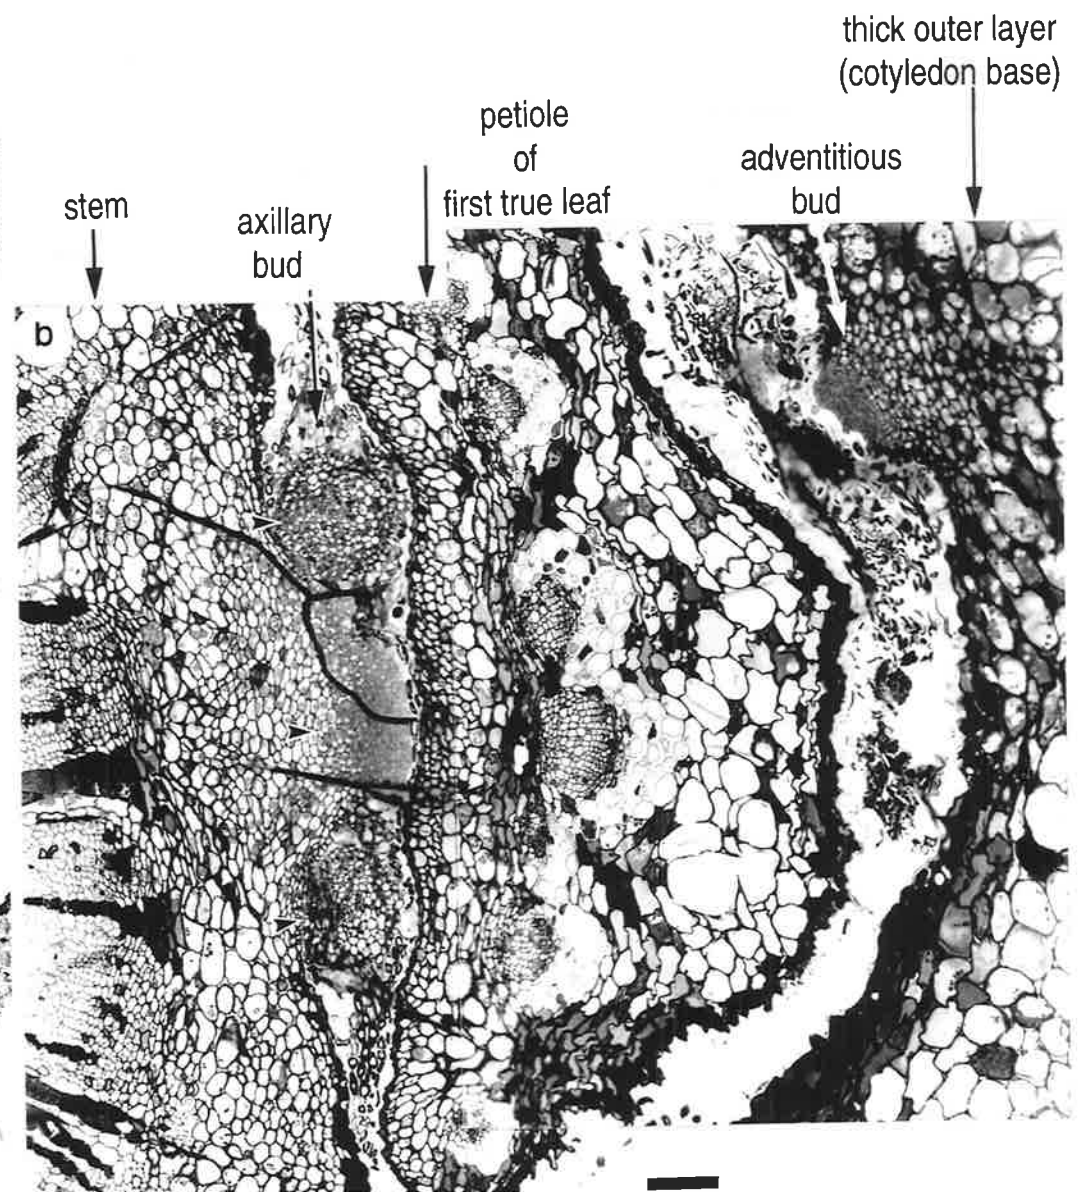 thick outer layer
(cotyledon base)
petiole
of
first true leaf
adventitious
bud
stem
axillary
bud
b